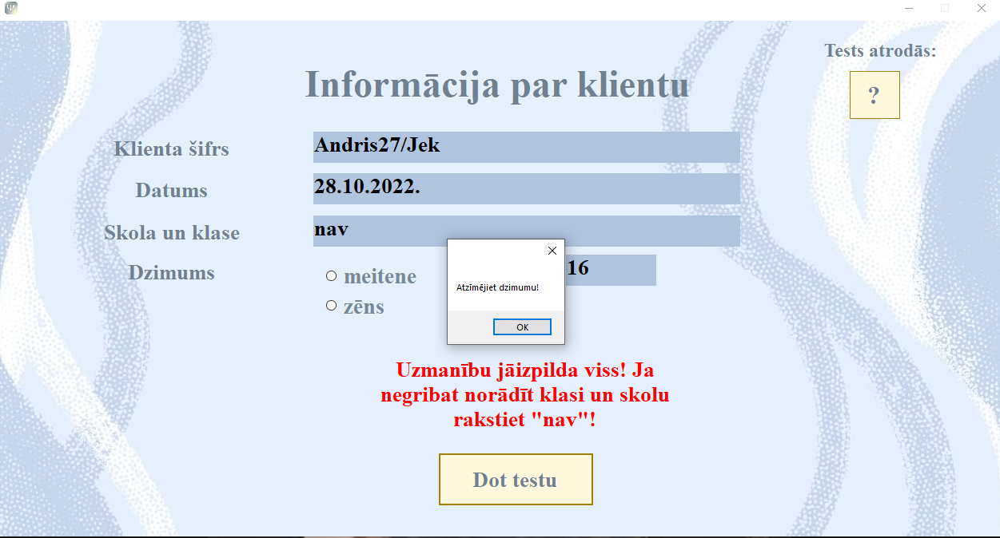 Tests atrodās:
?
Informācija par klientu
Klienta šifrs
Andris27/Jek
Datums
28.10.2022.
Skola un klase
nav
Dzimums
meitene
zēns
16
Atzīmējiet dzimumu!
OK
Uzmanību jāizpilda viss! Ja
negribat norādīt klasi un skolu
rakstiet "nav"!
Dot testu